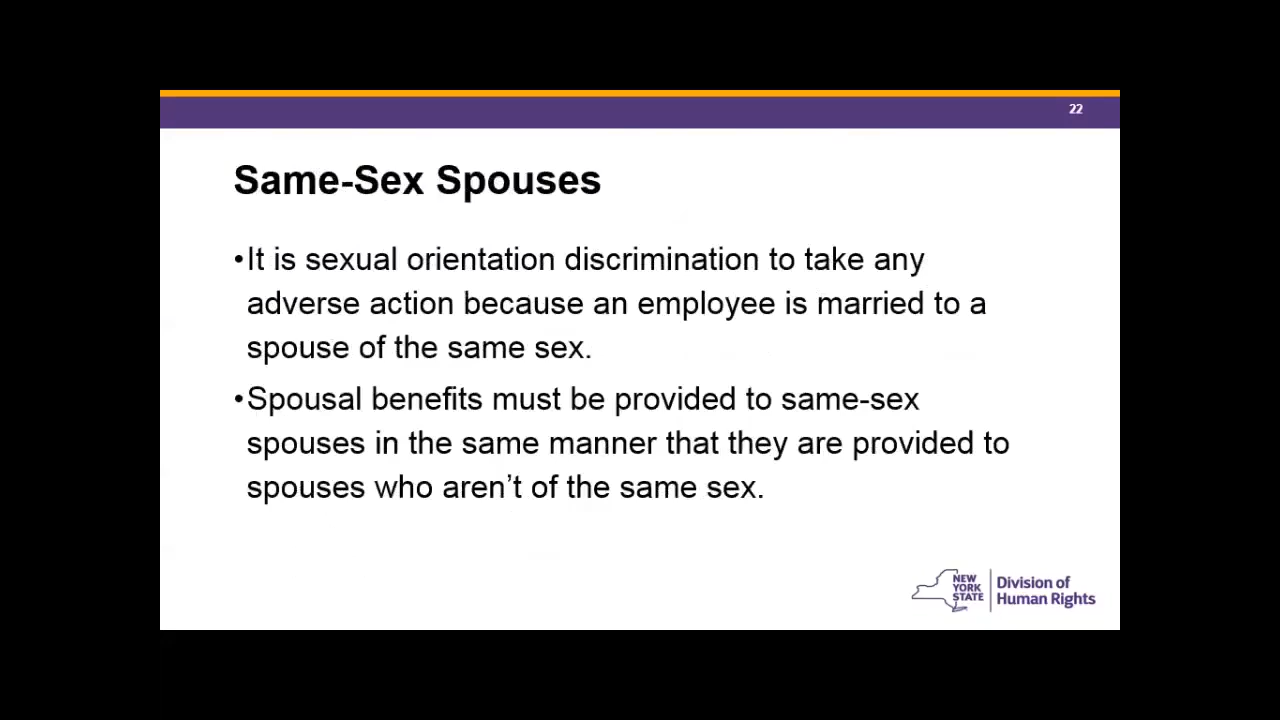 22
Same-Sex Spouses
•It is sexual orientation discrimination to take any
adverse action because an employee is married to a
spouse of the same sex.
•Spousal benefits must be provided to same-sex
spouses in the same manner that they are provided to
spouses who aren’t of the same sex.
NEW
YORK
STATE
Division of
Human Rights